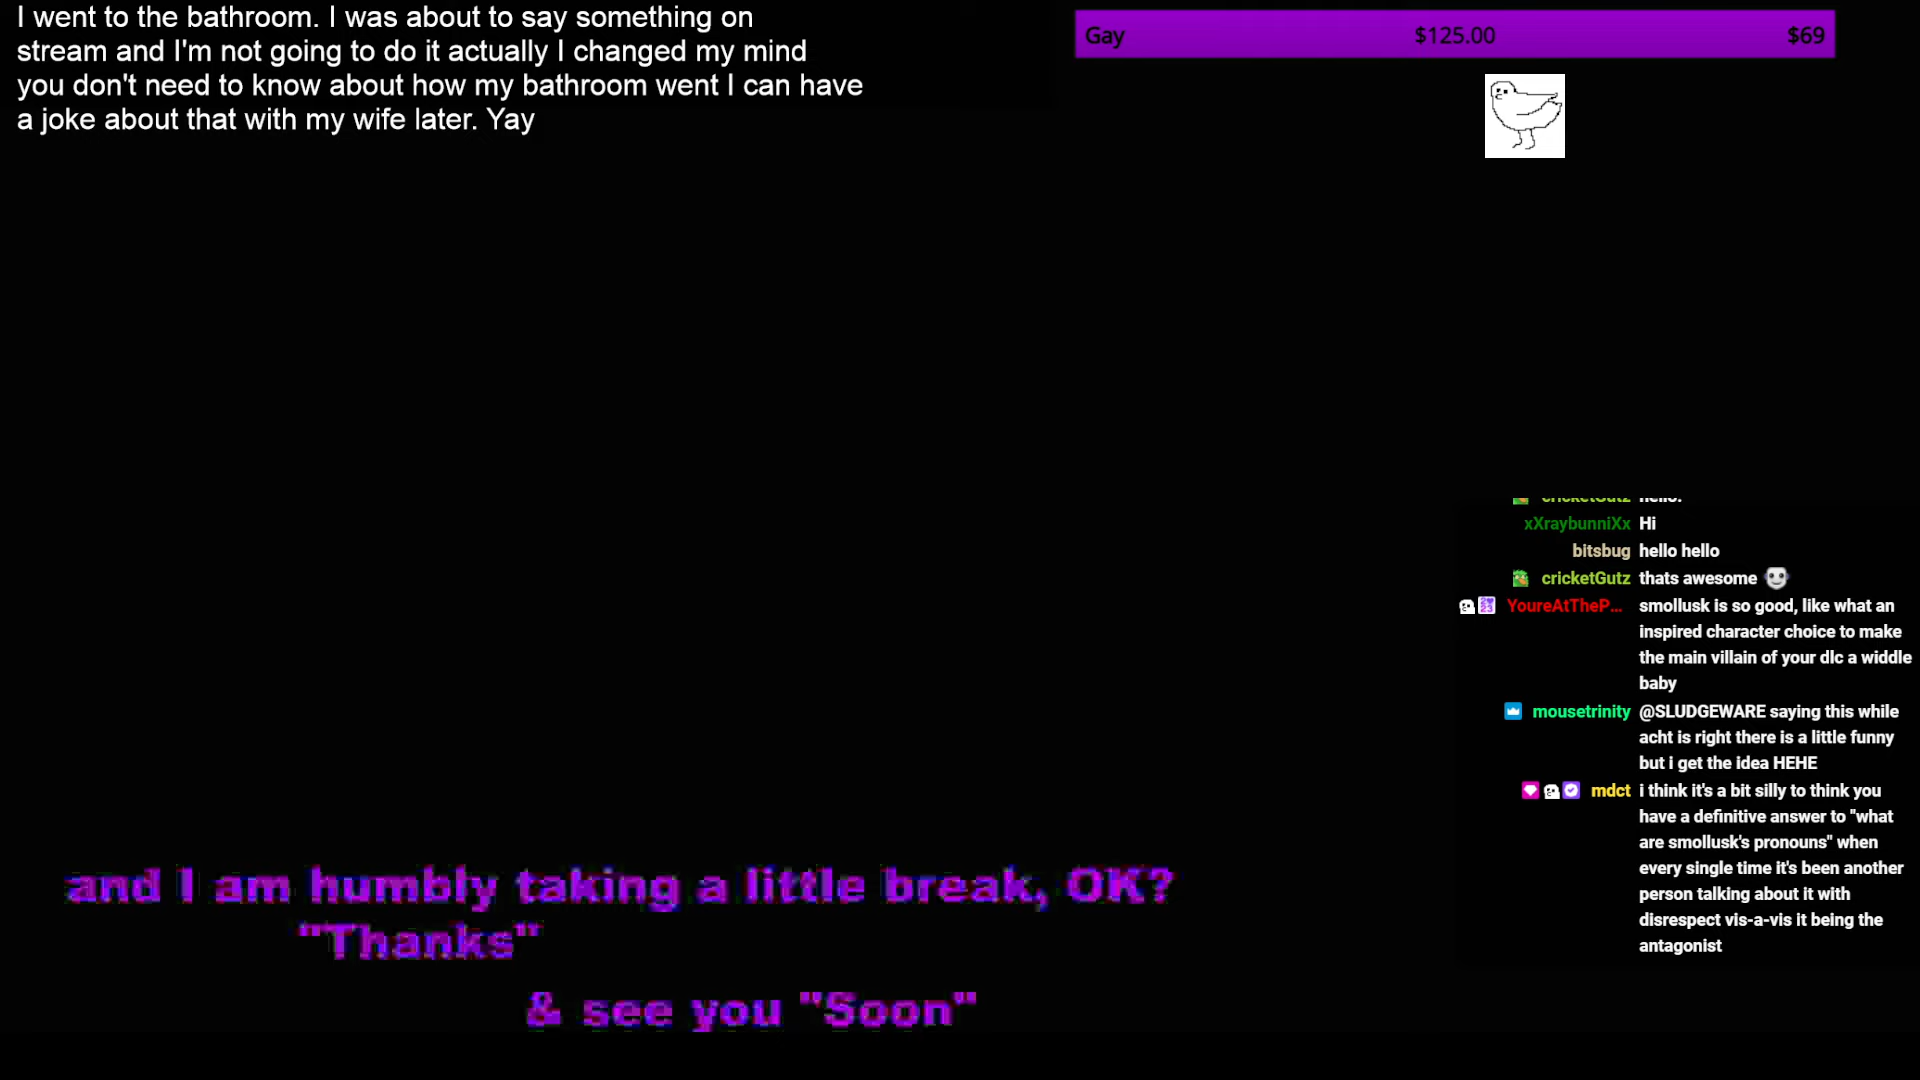 I went to the bathroom. I was about to say something on
stream and I'm not going to do it actually I changed my mind
you don't need to know about how my bathroom went I can have
a joke about that with my wife later. Yay
Gay $125.00 $69
cricketGutz hello.
xXraybunniXx Hi
bitsbug hello hello
cricketGutz thats awesome
YoureAtTheP... smollusk is so good, like what an
inspired character choice to make
the main villain of your dlc a widdle
baby
mousetrinity @SLUDGEWARE saying this while
acht is right there is a little funny
but i get the idea HEHE
mdct i think it's a bit silly to think you
have a definitive answer to "what
are smollusk's pronouns" when
every single time it's been another
person talking about it with
disrespect vis-a-vis it being the
antagonist
and I am humbly taking a little break, OK?
"Thanks"
& see you "Soon"